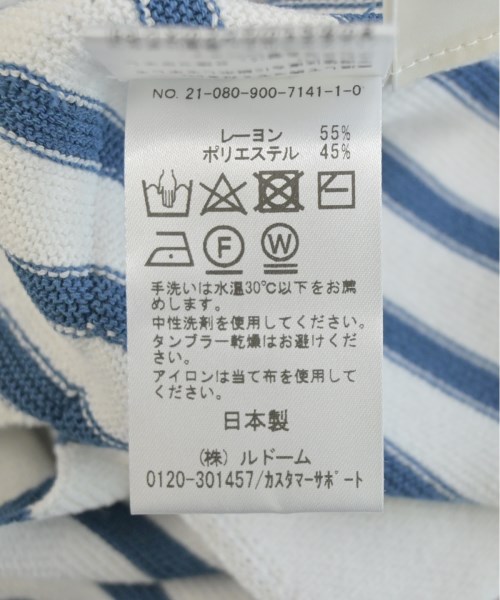 NO. 21-080-900-7141-1-0
レーヨン 55%
ポリエステル 45%
F W
手洗いは水温30℃以下をお薦
めします。
中性洗剤を使用してください。
タンブラー乾燥はお避けくだ
さい。
アイロンは当て布を使用して
ください。
日本製
(株) ルドーム
0120-301457/カスタマーサポート